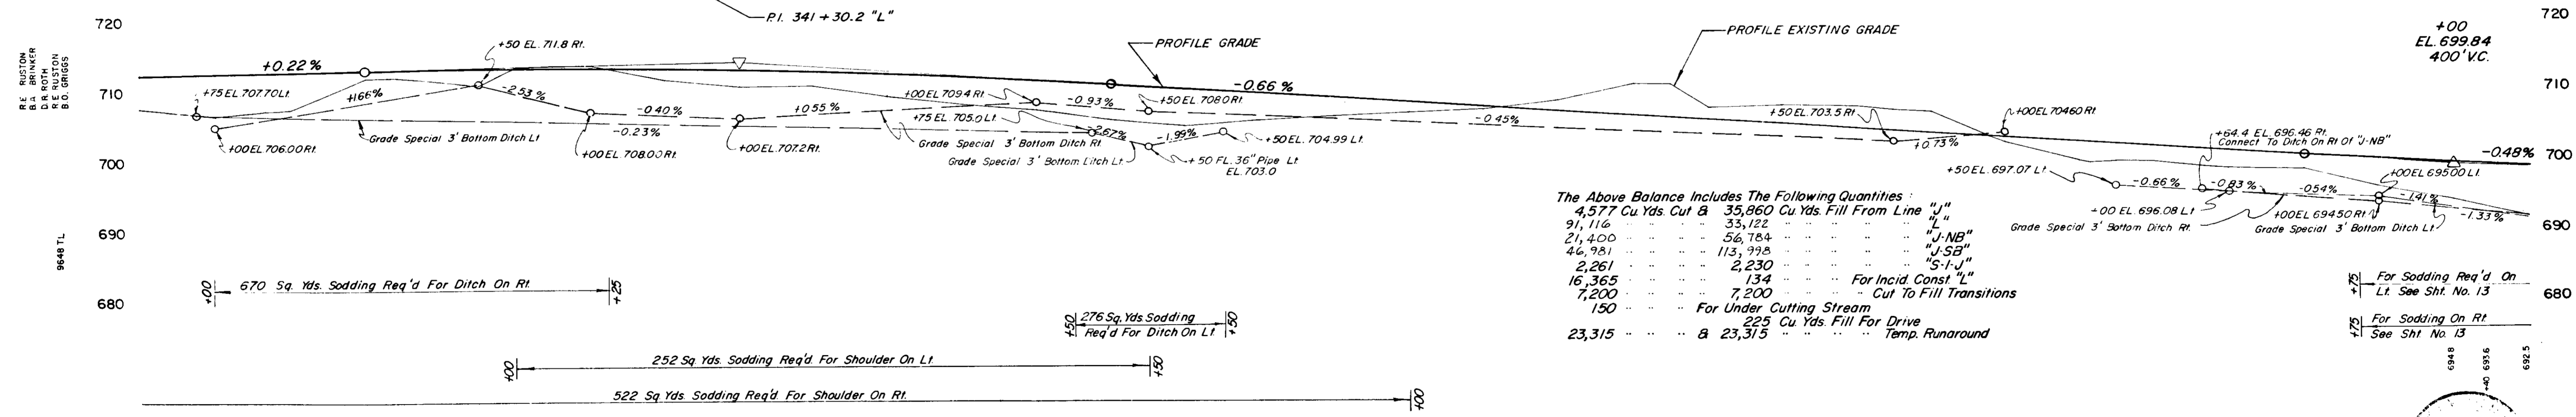 720
P.I. 341 + 30.2 "L"
720
+00
EL. 699.84
400' V.C.
R.E. RUSTON
B.A. BRINKER
D.R. ROTH
R.E. RUSTON
B.O. GRIGGS
+0.22 %
+50 EL. 711.8 Rt.
PROFILE GRADE
PROFILE EXISTING GRADE
-0.66 %
710
710
+75 EL 707.70 Lt.
+1.66%
-2.53 %
-0.40%
+0.55 %
+00 EL 709.4 Rt.
-0.93 %
+50 EL. 708.0 Rt.
+75 EL. 705.0 Lt.
-0.45%
+50 EL. 703.5 Rt
+00 EL 704.60 Rt.
Grade Special 3' Bottom Ditch Lt
-0.23%
+00 EL. 706.00 Rt.
+00 EL. 708.00 Rt.
+00 EL. 707.2 Rt.
Grade Special 3' Bottom Ditch Rt.
Grade Special 3' Bottom Ditch Lt.
-2.67%
-1.99%
+50 EL. 704.99 Lt.
+50 FL. 36" Pipe Lt
EL. 703.0
+0.73%
+64.4 EL. 696.46 Rt.
Connect To Ditch On Rt Of "J-NB"
-0.48%
700
700
+50 EL. 697.07 Lt.
-0.66 %
-0.83 %
-0.54 %
+00 EL 695.00 Lt.
-1.41%
-1.33 %
+00 EL. 696.08 Lt
+00 EL 694.50 Rt.
Grade Special 3' Bottom Ditch Rt.
Grade Special 3' Bottom Ditch Lt.
690
690
9648 TL
The Above Balance Includes The Following Quantities :
4,577 Cu. Yds. Cut & 35,860 Cu. Yds. Fill From Line "J"
91,116 " " " " 33,122 " " " " " "L"
21,400 " " " " 56,784 " " " " " "J-NB"
46,981 " " " " 113,998 " " " " " "J-SB"
2,261 " " " " 2,230 " " " " " "S-1-J"
16,365 " " " " 134 " " " For Incid. Const. "L"
7,200 " " " " 7,200 " " " " Cut To Fill Transitions
150 " " " For Under Cutting Stream
225 Cu. Yds. Fill For Drive
23,315 " " " & 23,315 " " " " Temp. Runaround
680
680
+00
670 Sq. Yds. Sodding Req'd For Ditch On Rt.
+25
+50
276 Sq. Yds Sodding
Req'd For Ditch On Lt
+50
+75
For Sodding Req'd On
Lt. See Sht. No. 13
+75
For Sodding On Rt
See Sht No. 13
+00
252 Sq. Yds. Sodding Req'd. For Shoulder On Lt.
+50
522 Sq Yds. Sodding Req'd. For Shoulder On Rt.
+00
694.8
+40 693.6
692.5